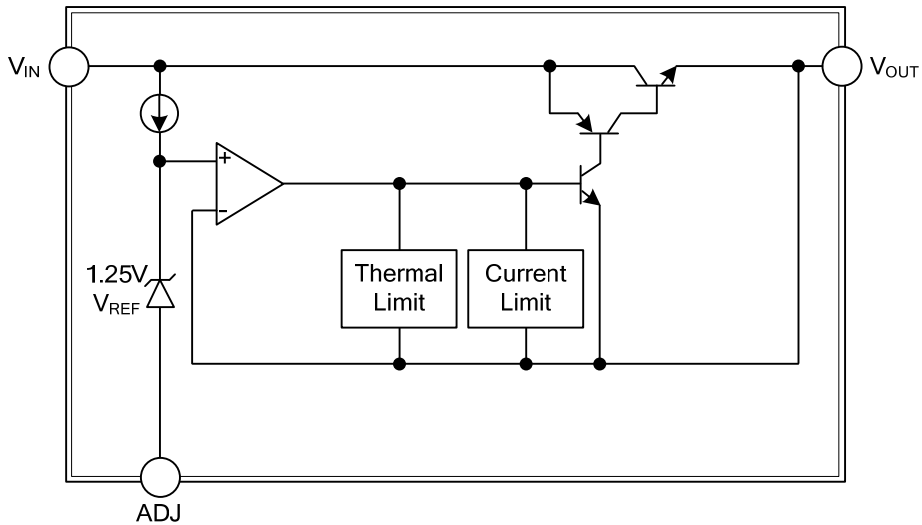 VIN
VOUT
+
-
1.25V
VREF
Thermal
Limit
Current
Limit
ADJ